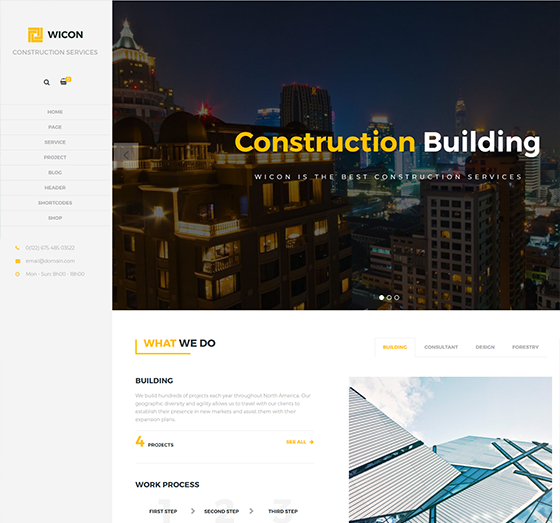 WICON
CONSTRUCTION SERVICES
0
HOME
PAGE
SERVICE
PROJECT
BLOG
HEADER
SHORTCODES
SHOP
email@domain.com
Mon - Sun: 8h00 - 18h00
Construction Building
WICON IS THE BEST CONSTRUCTION SERVICES
WHAT WE DO
BUILDING
CONSULTANT
DESIGN
FORESTRY
BUILDING
We build hundreds of projects each year throughout North America. Our
geographic diversity and agility allows us to travel with our clients to
establish their presence in new markets and assist, them with their
expansion plans.
4 PROJECTS
SEE ALL
WORK PROCESS
1 2 3
FIRST STEP
SECOND STEP
THIRD STEP